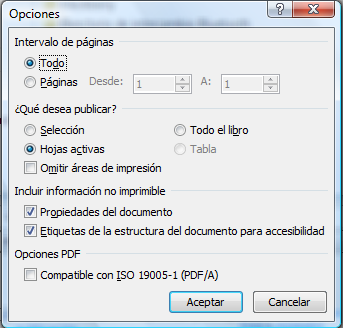 Opciones
Intervalo de páginas
Todo
Páginas Desde: 1 A: 1
¿Qué desea publicar?
Selección Todo el libro
Hojas activas Tabla
Omitir áreas de impresión
Incluir información no imprimible
Propiedades del documento
Etiquetas de la estructura del documento para accesibilidad
Opciones PDF
Compatible con ISO 19005-1 (PDF/A)
Aceptar Cancelar